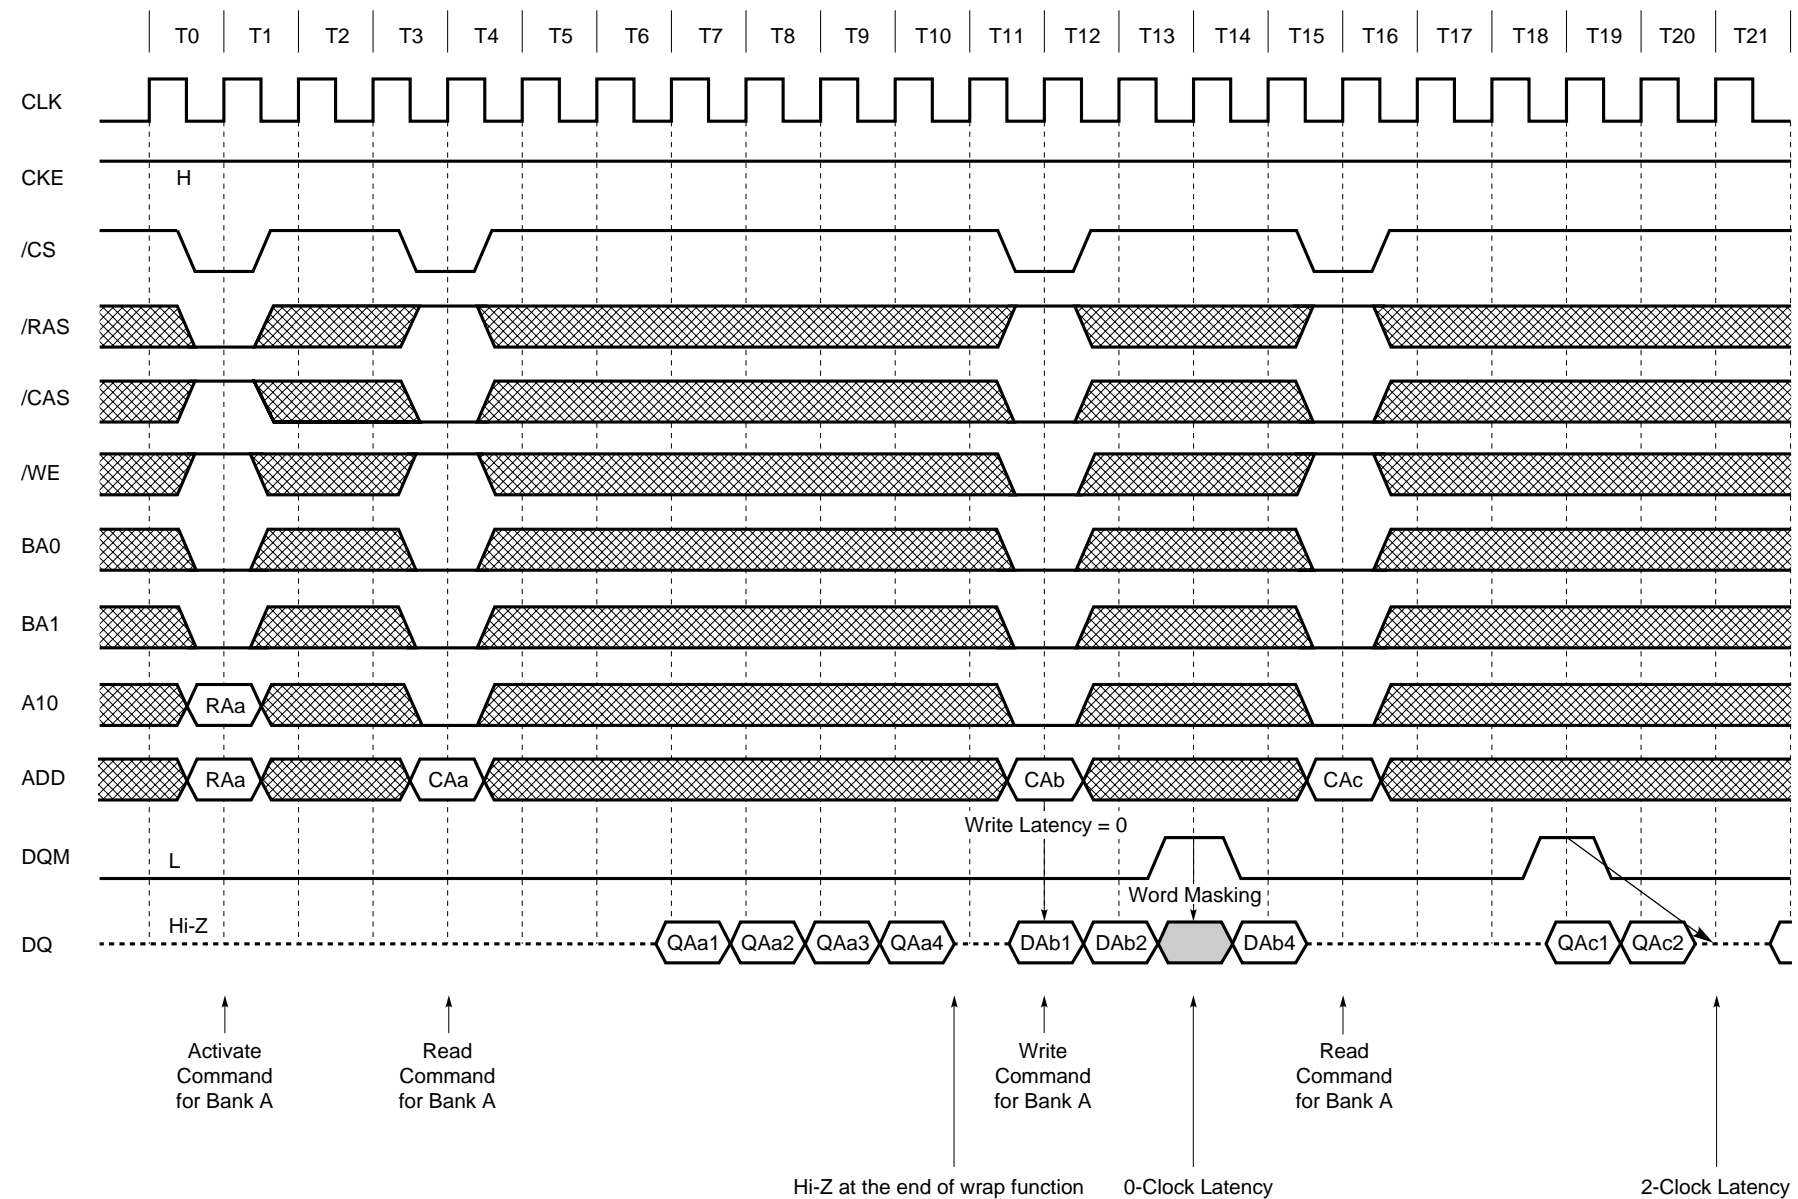 T0 T1 T2 T3 T4 T5 T6 T7 T8 T9 T10 T11 T12 T13 T14 T15 T16 T17 T18 T19 T20 T21
CLK
CKE H
/CS
/RAS
/CAS
/WE
BA0
BA1
A10 RAa
ADD RAa CAa CAb CAc
Write Latency = 0
DQM L
Word Masking
Hi-Z
DQ QAa1 QAa2 QAa3 QAa4 DAb1 DAb2 DAb4 QAc1 QAc2
Activate Read Write Read
Command Command Command Command
for Bank A for Bank A for Bank A for Bank A
Hi-Z at the end of wrap function 0-Clock Latency 2-Clock Latency